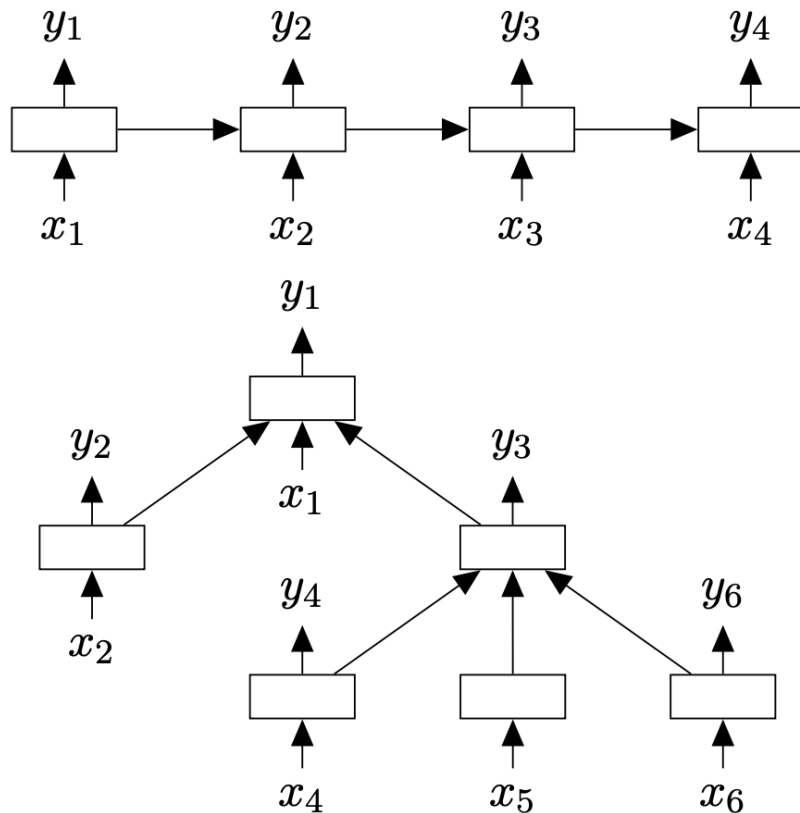 y₁ y₂ y₃ y₄
x₁ x₂ x₃ x₄
y₁
y₂ y₃
x₁
y₄ y₆
x₂
x₄ x₅ x₆